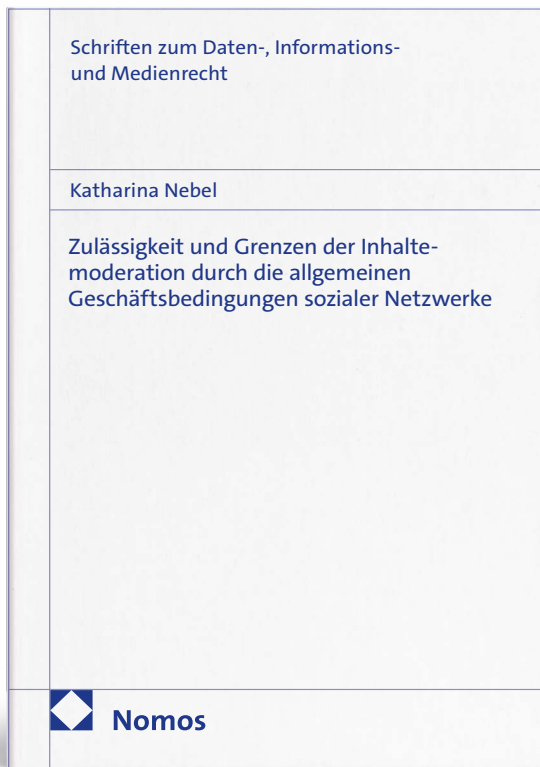 Schriften zum Daten-, Informations-
und Medienrecht
Katharina Nebel
Zulässigkeit und Grenzen der Inhalte-
moderation durch die allgemeinen
Geschäftsbedingungen sozialer Netzwerke
Nomos